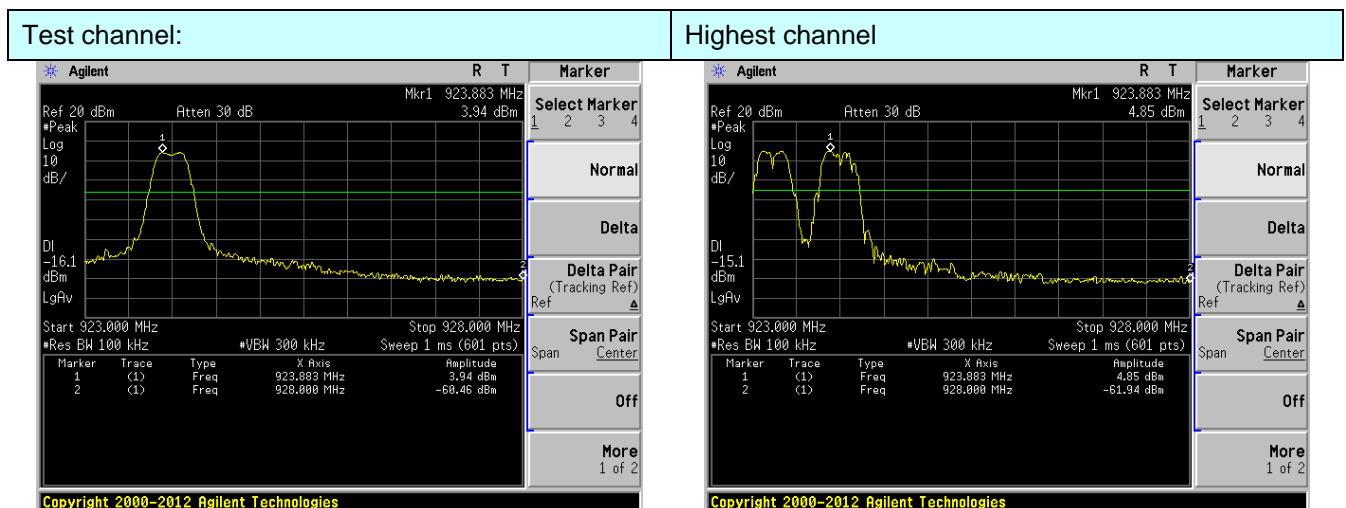 Test channel:
Highest channel
Agilent
R T
Mkr1 923.883 MHz
Ref 20 dBm Atten 30 dB 3.94 dBm
#Peak
Log
10
dB/
1
DI
-16.1
dBm
LgAv
2
Start 923.000 MHz Stop 928.000 MHz
#Res BW 100 kHz #VBW 300 kHz Sweep 1 ms (601 pts)
Marker Trace Type X Axis Amplitude
1 (1) Freq 923.883 MHz 3.94 dBm
2 (1) Freq 928.000 MHz -60.46 dBm
Copyright 2000-2012 Agilent Technologies
Marker
Select Marker
1 2 3 4
Normal
Delta
Delta Pair
(Tracking Ref)
Ref Δ
Span Pair
Span Center
Off
More
1 of 2
Agilent
R T
Mkr1 923.883 MHz
Ref 20 dBm Atten 30 dB 4.85 dBm
#Peak
Log
10
dB/
1
DI
-15.1
dBm
LgAv
2
Start 923.000 MHz Stop 928.000 MHz
#Res BW 100 kHz #VBW 300 kHz Sweep 1 ms (601 pts)
Marker Trace Type X Axis Amplitude
1 (1) Freq 923.883 MHz 4.85 dBm
2 (1) Freq 928.000 MHz -61.94 dBm
Copyright 2000-2012 Agilent Technologies
Marker
Select Marker
1 2 3 4
Normal
Delta
Delta Pair
(Tracking Ref)
Ref Δ
Span Pair
Span Center
Off
More
1 of 2